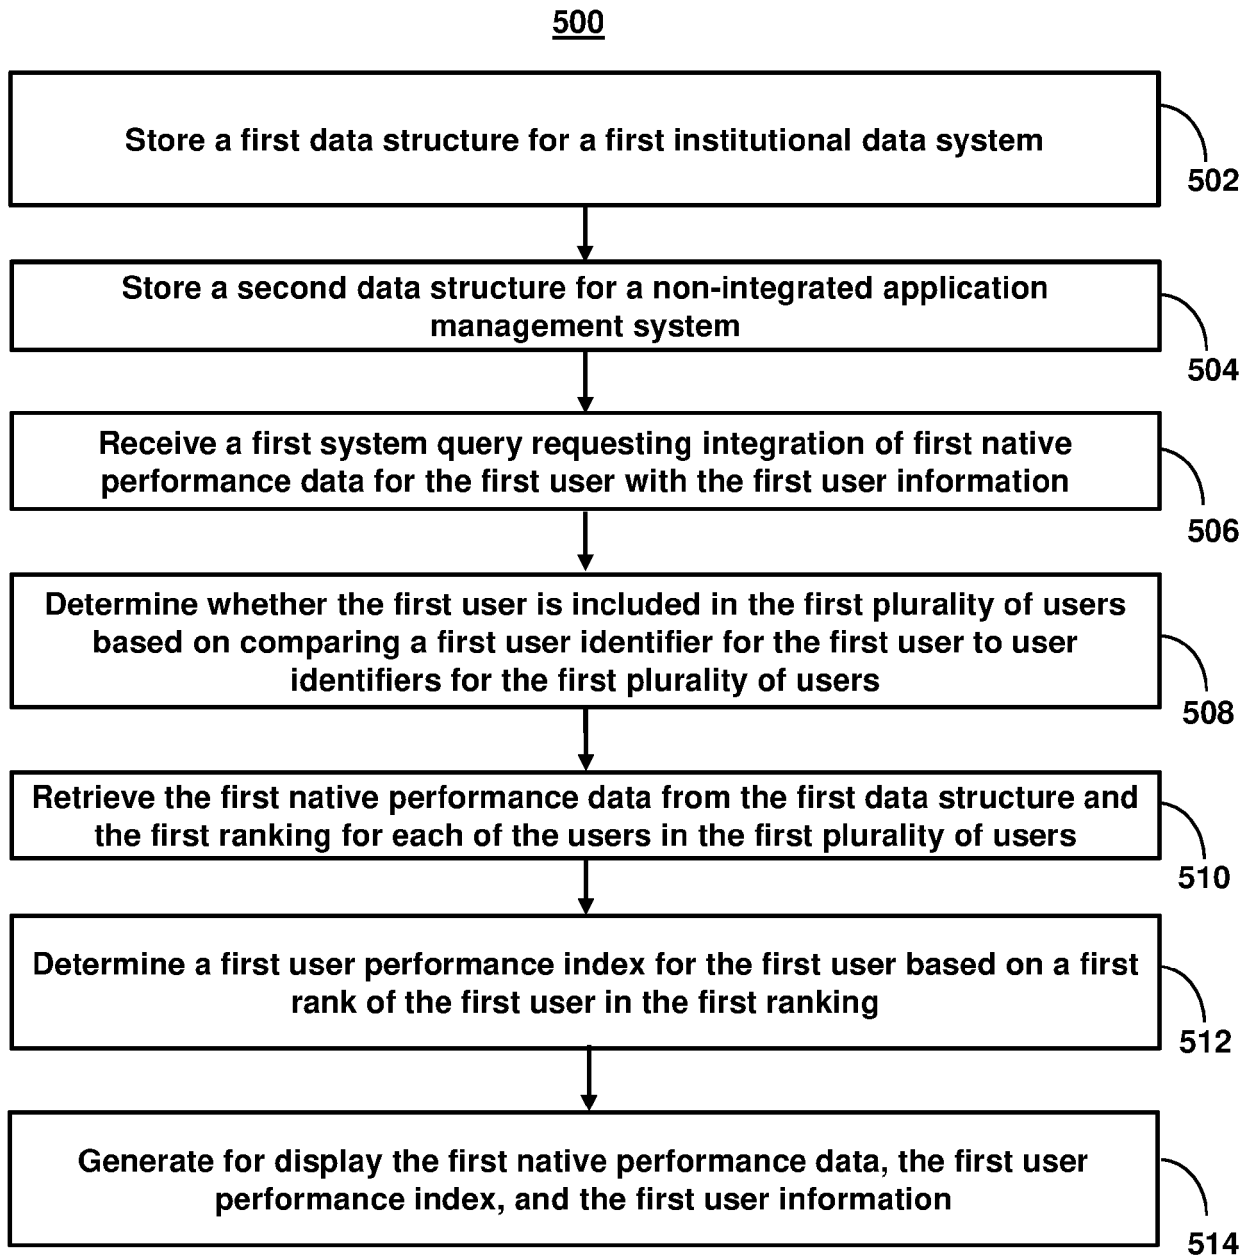 500
Store a first data structure for a first institutional data system
502
Store a second data structure for a non-integrated application
management system
504
Receive a first system query requesting integration of first native
performance data for the first user with the first user information
506
Determine whether the first user is included in the first plurality of users
based on comparing a first user identifier for the first user to user
identifiers for the first plurality of users
508
Retrieve the first native performance data from the first data structure and
the first ranking for each of the users in the first plurality of users
510
Determine a first user performance index for the first user based on a first
rank of the first user in the first ranking
512
Generate for display the first native performance data, the first user
performance index, and the first user information
514